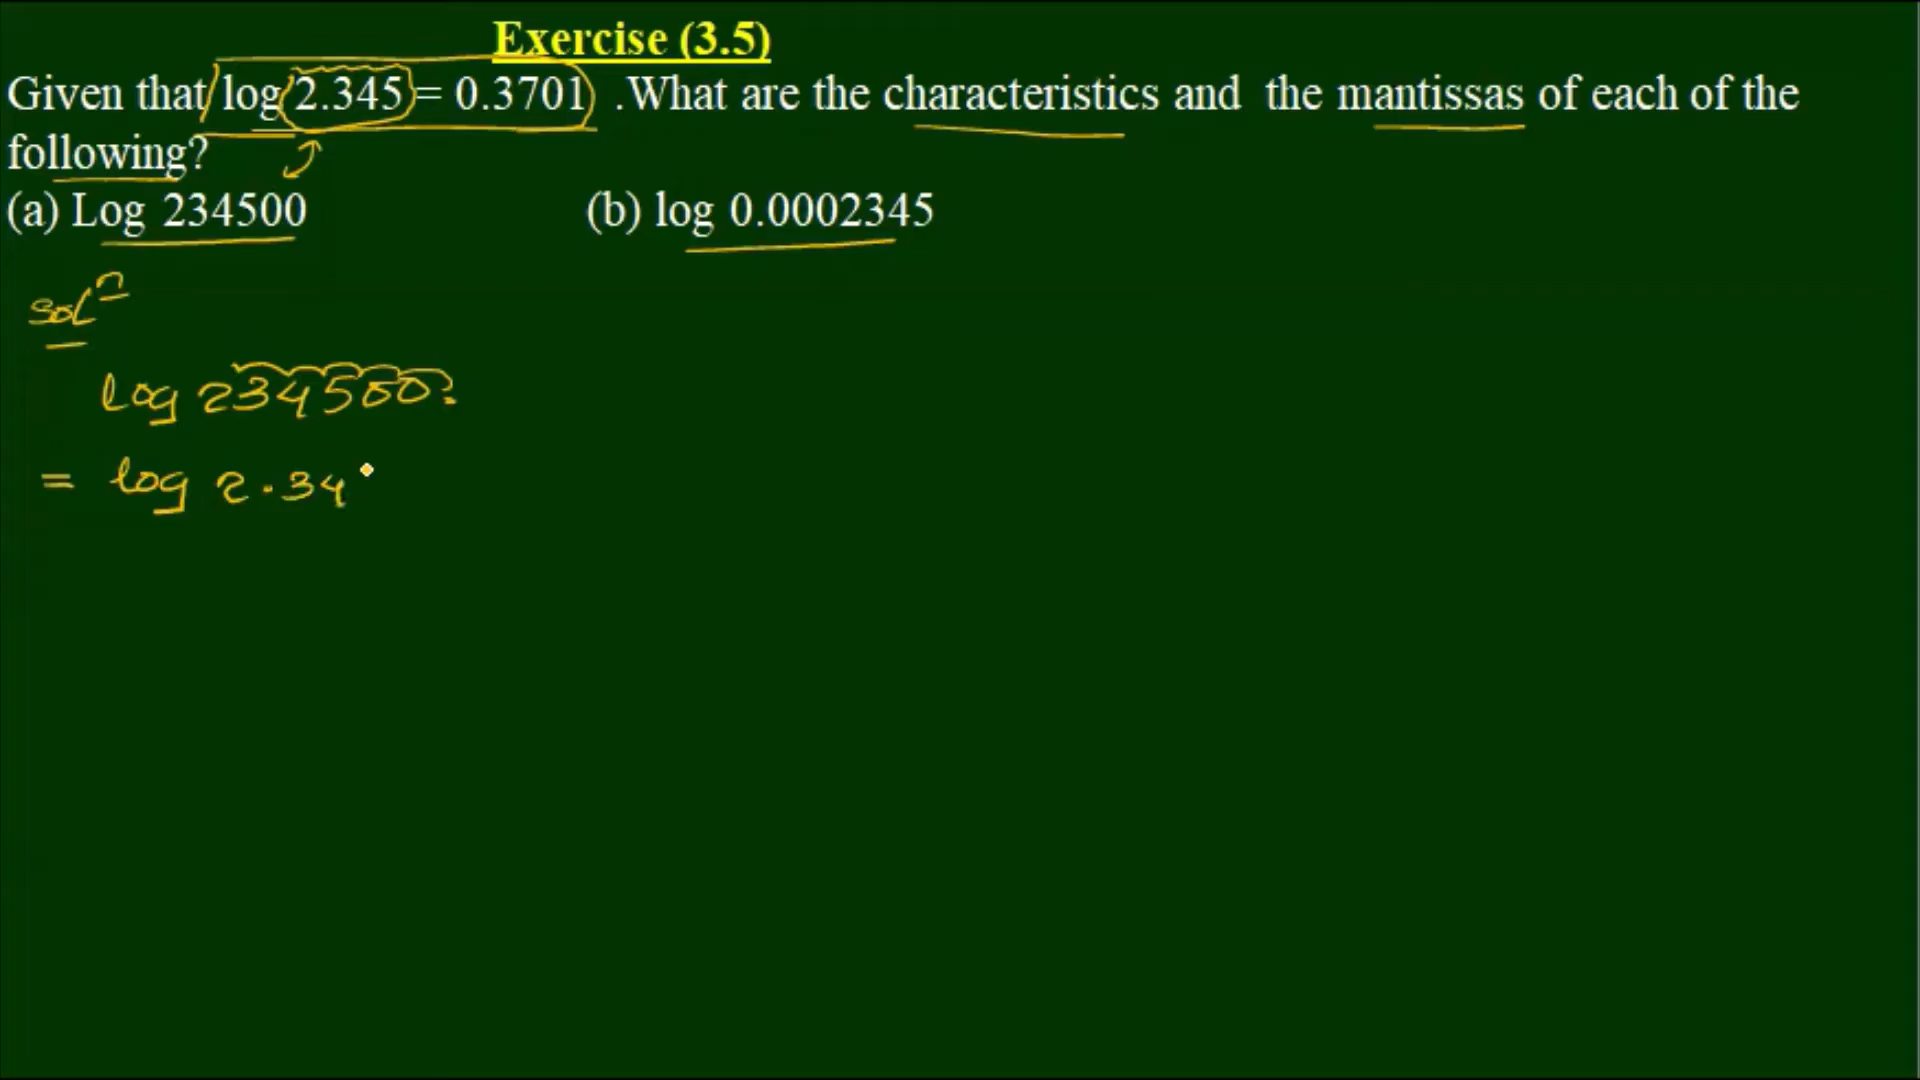 Exercise (3.5)
Given that log 2.345 = 0.3701 .What are the characteristics and the mantissas of each of the
following?
(a) Log 234500 (b) log 0.0002345
solⁿ
log 234500.
= log 2.34